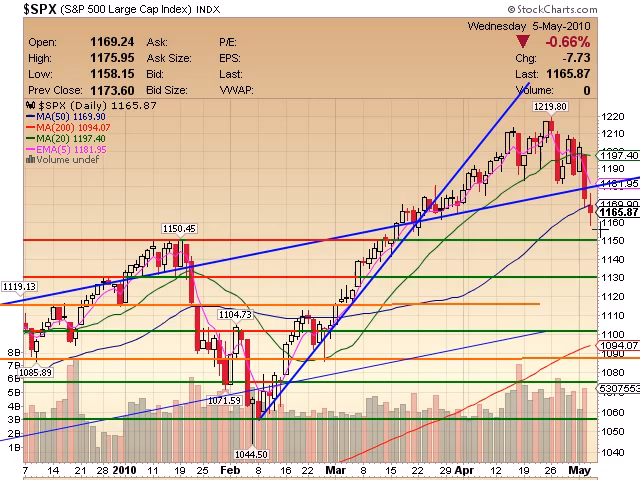 $SPX (S&P 500 Large Cap Index) INDX
© StockCharts.com
Wednesday 5-May-2010
Open: 1169.24 Ask: P/E: -0.66%
High: 1175.95 Ask Size: EPS: Chg: -7.73
Low: 1158.15 Bid: Last: Last: 1165.87
Prev Close: 1173.60 Bid Size: VWAP: Volume: 0
$SPX (Daily) 1165.87
MA(50) 1169.90
MA(200) 1094.07
MA(20) 1197.40
EMA(5) 1181.95
Volume undef
1219.80
1150.45
1119.13
1104.73
1085.89
1071.59
1044.50
1220
1210
1197.40
1181.95
1169.90
1165.87
1160
1150
1140
1130
1120
1110
1100
1094.07
1080
1070
1060
1050
1040
8B
7B
6B
5B
4B
3B
2B
1B
7 14 21 28 2010 11 19 25 Feb 8 16 22 Mar 8 15 22 Apr 12 19 26 May